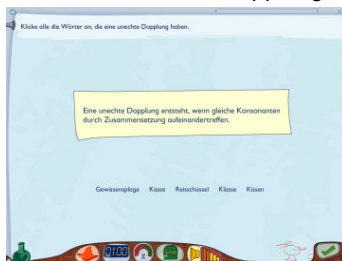 Klicke alle die Wörter an, die eine unechte Dopplung haben.
Eine unechte Dopplung entsteht, wenn gleiche Konsonanten
durch Zusammensetzung aufeinandertreffen.
Gewissensplage Kasse Reisschüssel Klasse Kissen